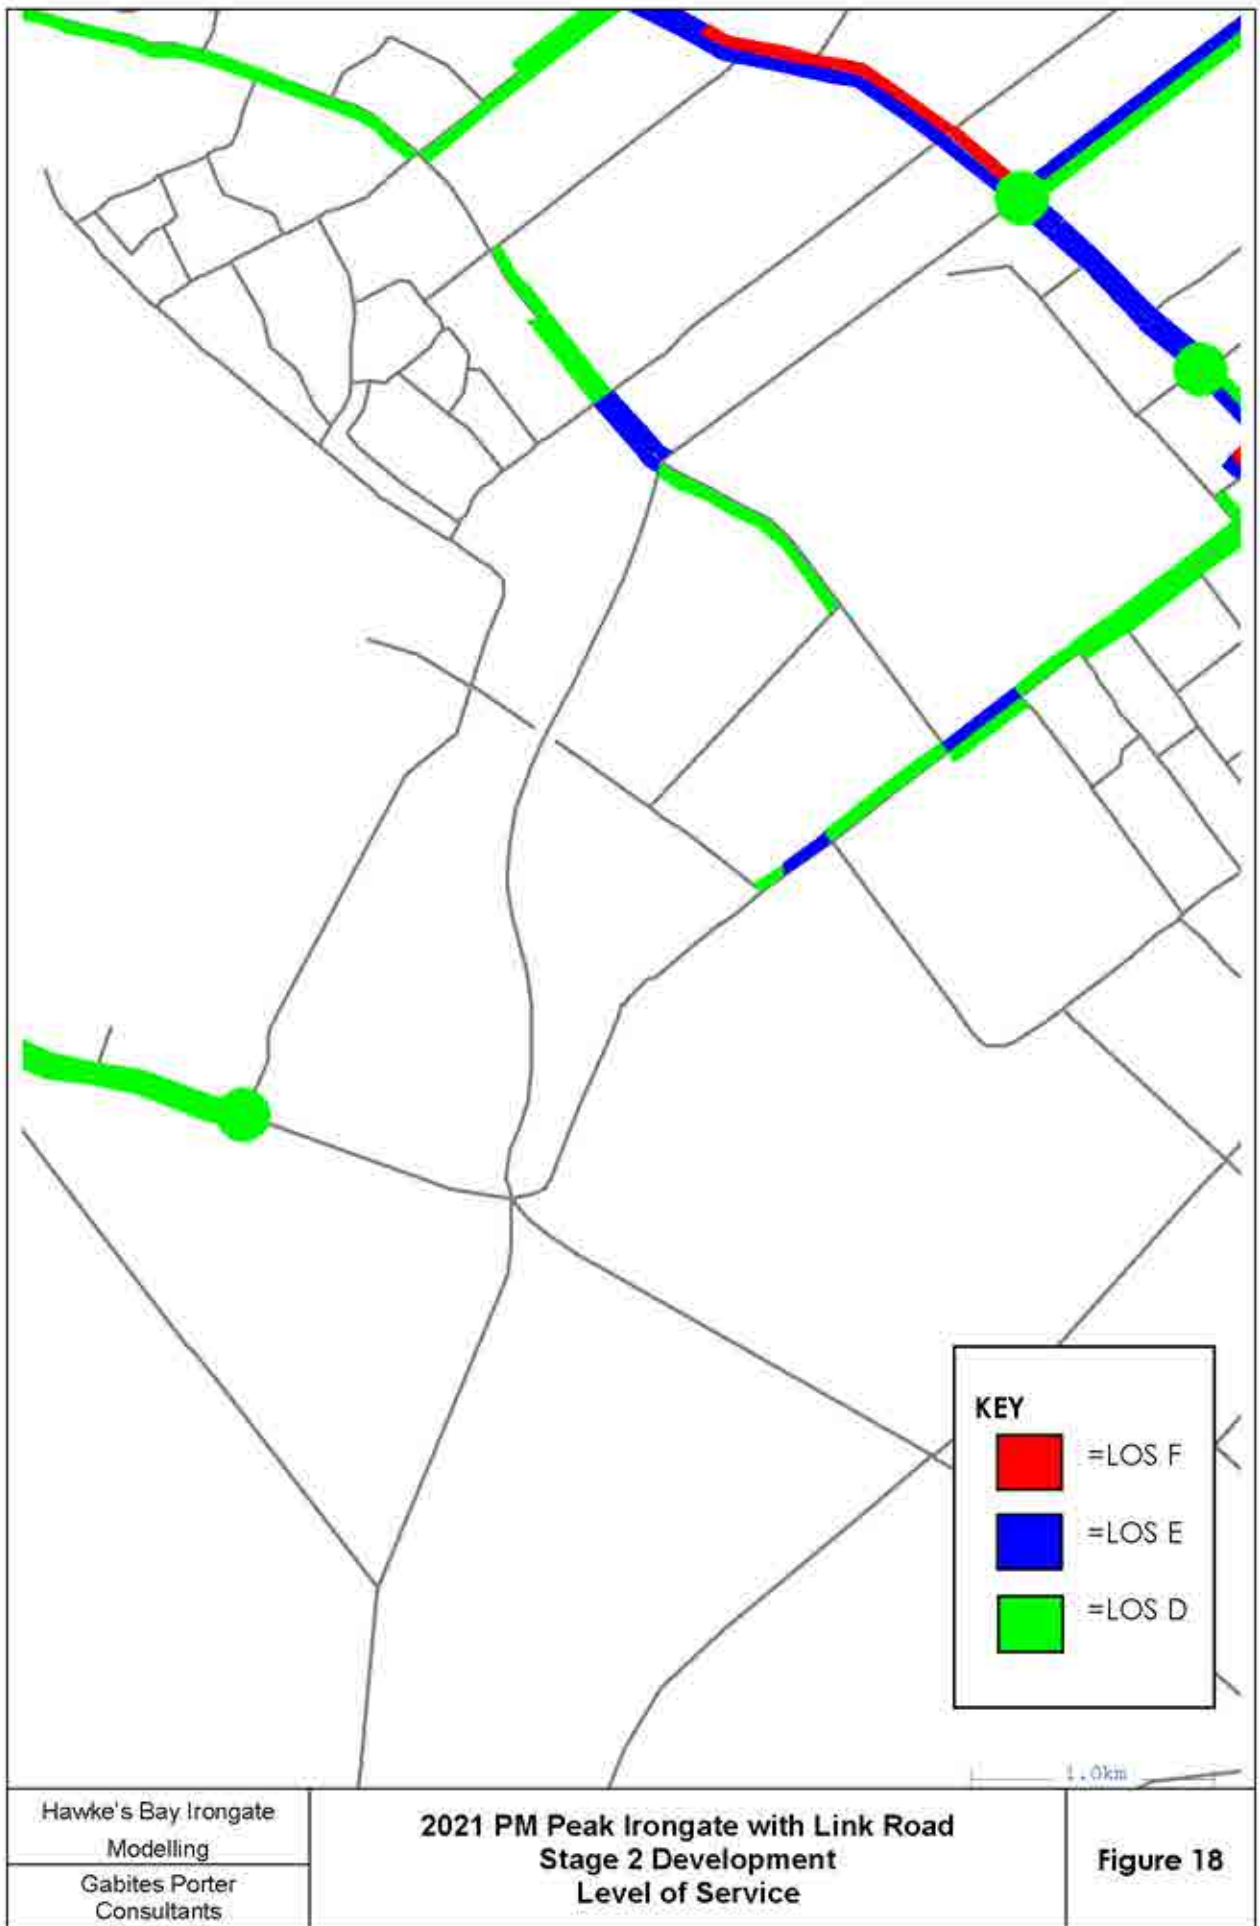 KEY
=LOS F
=LOS E
=LOS D
1.0km
Hawke's Bay Irongate
Modelling
Gabites Porter
Consultants
2021 PM Peak Irongate with Link Road
Stage 2 Development
Level of Service
Figure 18